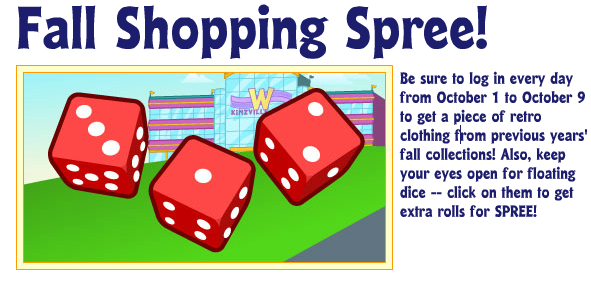 Fall Shopping Spree!
W
KINZVILLE
Be sure to log in every day
from October 1 to October 9
to get a piece of retro
clothing from previous years'
fall collections! Also, keep
your eyes open for floating
dice -- click on them to get
extra rolls for SPREE!